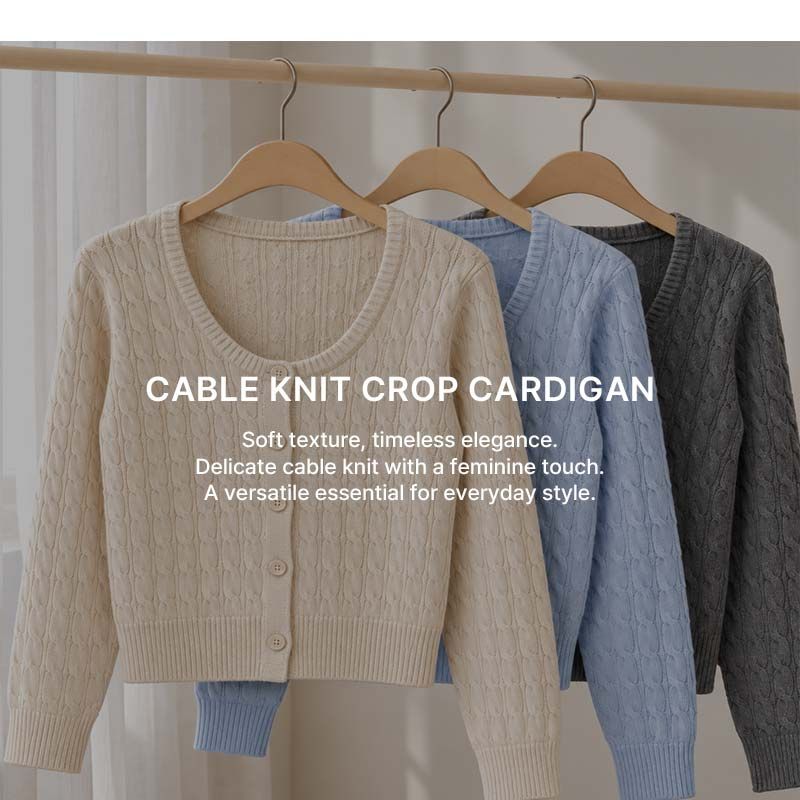 CABLE KNIT CROP CARDIGAN
Soft texture, timeless elegance.
Delicate cable knit with a feminine touch.
A versatile essential for everyday style.